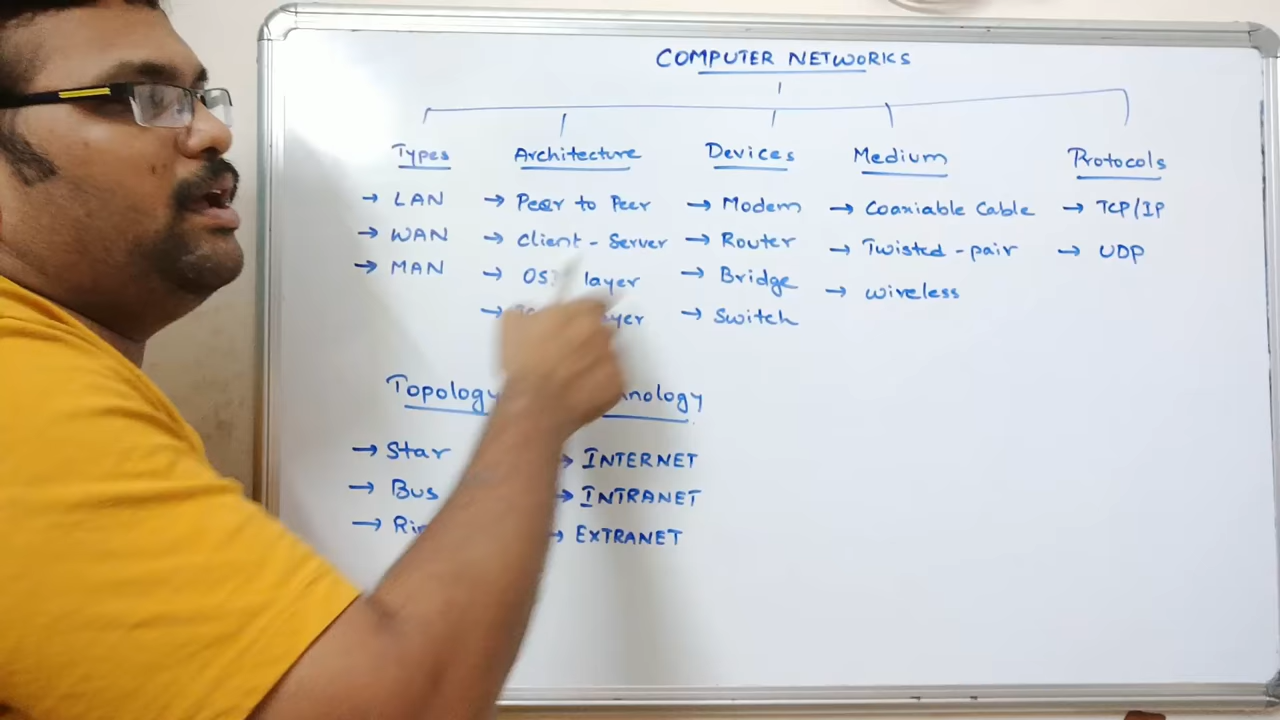 COMPUTER NETWORKS
Types
→ LAN
→ WAN
→ MAN
Architecture
→ Peer to Peer
→ Client - Server
→ layer
→
Devices
→ Modem
→ Router
→ Bridge
→ Switch
Medium
→ Coaxiable Cable
→ Twisted - pair
→ wireless
Protocols
→ TCP/IP
→ UDP
Topology
→ Star
→ Bus
→
→ INTERNET
→ INTRANET
→ EXTRANET